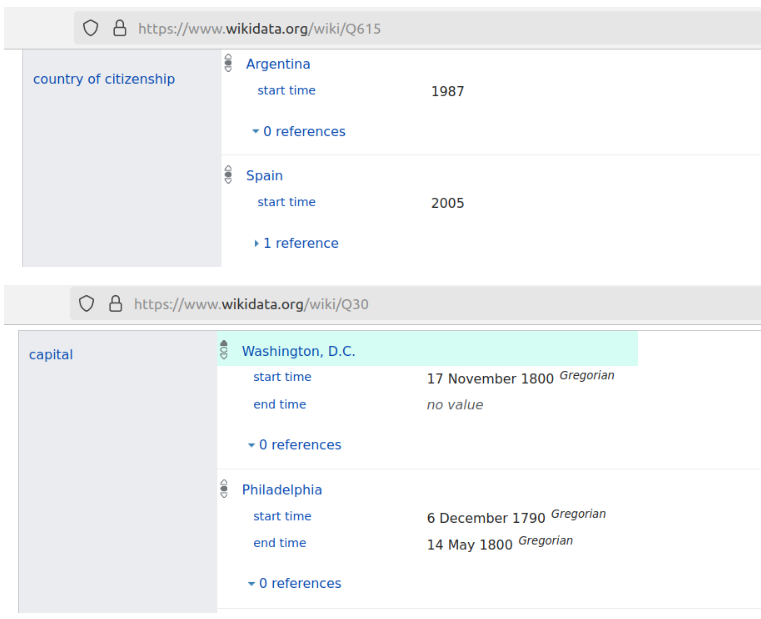 https://www.wikidata.org/wiki/Q615
country of citizenship
Argentina
start time 1987
0 references
Spain
start time 2005
1 reference
https://www.wikidata.org/wiki/Q30
capital
Washington, D.C.
start time 17 November 1800 Gregorian
end time no value
0 references
Philadelphia
start time 6 December 1790 Gregorian
end time 14 May 1800 Gregorian
0 references